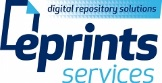 digital repository solutions
eprints
services